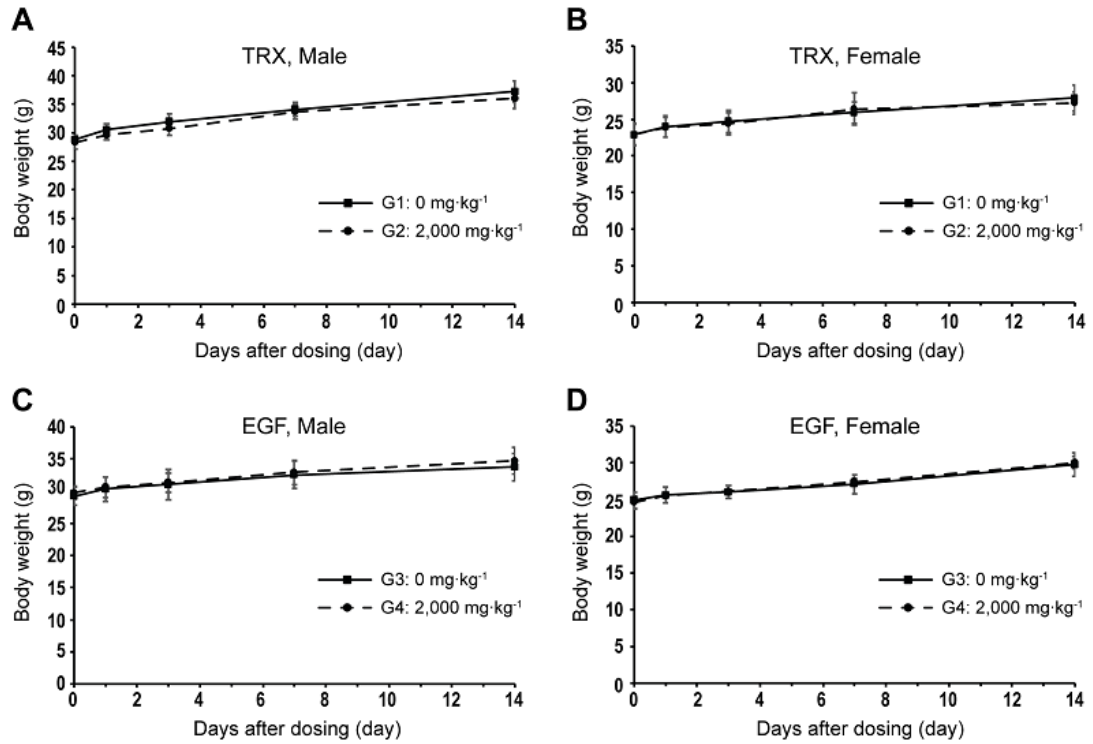 A
TRX, Male
Body weight (g)
45
40
35
30
25
20
15
10
5
0
0 2 4 6 8 10 12 14
Days after dosing (day)
G1: 0 mg·kg⁻¹
G2: 2,000 mg·kg⁻¹
B
TRX, Female
Body weight (g)
35
30
25
20
15
10
5
0
0 2 4 6 8 10 12 14
Days after dosing (day)
G1: 0 mg·kg⁻¹
G2: 2,000 mg·kg⁻¹
C
EGF, Male
Body weight (g)
40
35
30
25
20
15
10
5
0
0 2 4 6 8 10 12 14
Days after dosing (day)
G3: 0 mg·kg⁻¹
G4: 2,000 mg·kg⁻¹
D
EGF, Female
Body weight (g)
35
30
25
20
15
10
5
0
0 2 4 6 8 10 12 14
Days after dosing (day)
G3: 0 mg·kg⁻¹
G4: 2,000 mg·kg⁻¹